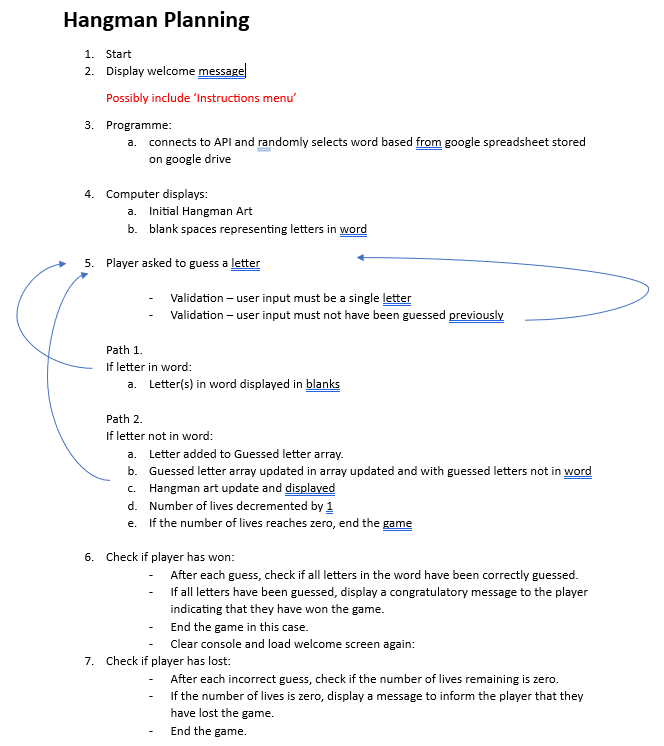 Hangman Planning
1. Start
2. Display welcome message
Possibly include ‘Instructions menu’
3. Programme:
a. connects to API and randomly selects word based from google spreadsheet stored
on google drive
4. Computer displays:
a. Initial Hangman Art
b. blank spaces representing letters in word
5. Player asked to guess a letter
- Validation – user input must be a single letter
- Validation – user input must not have been guessed previously
Path 1.
If letter in word:
a. Letter(s) in word displayed in blanks
Path 2.
If letter not in word:
a. Letter added to Guessed letter array.
b. Guessed letter array updated in array updated and with guessed letters not in word
c. Hangman art update and displayed
d. Number of lives decremented by 1
e. If the number of lives reaches zero, end the game
6. Check if player has won:
- After each guess, check if all letters in the word have been correctly guessed.
- If all letters have been guessed, display a congratulatory message to the player
indicating that they have won the game.
- End the game in this case.
- Clear console and load welcome screen again:
7. Check if player has lost:
- After each incorrect guess, check if the number of lives remaining is zero.
- If the number of lives is zero, display a message to inform the player that they
have lost the game.
- End the game.